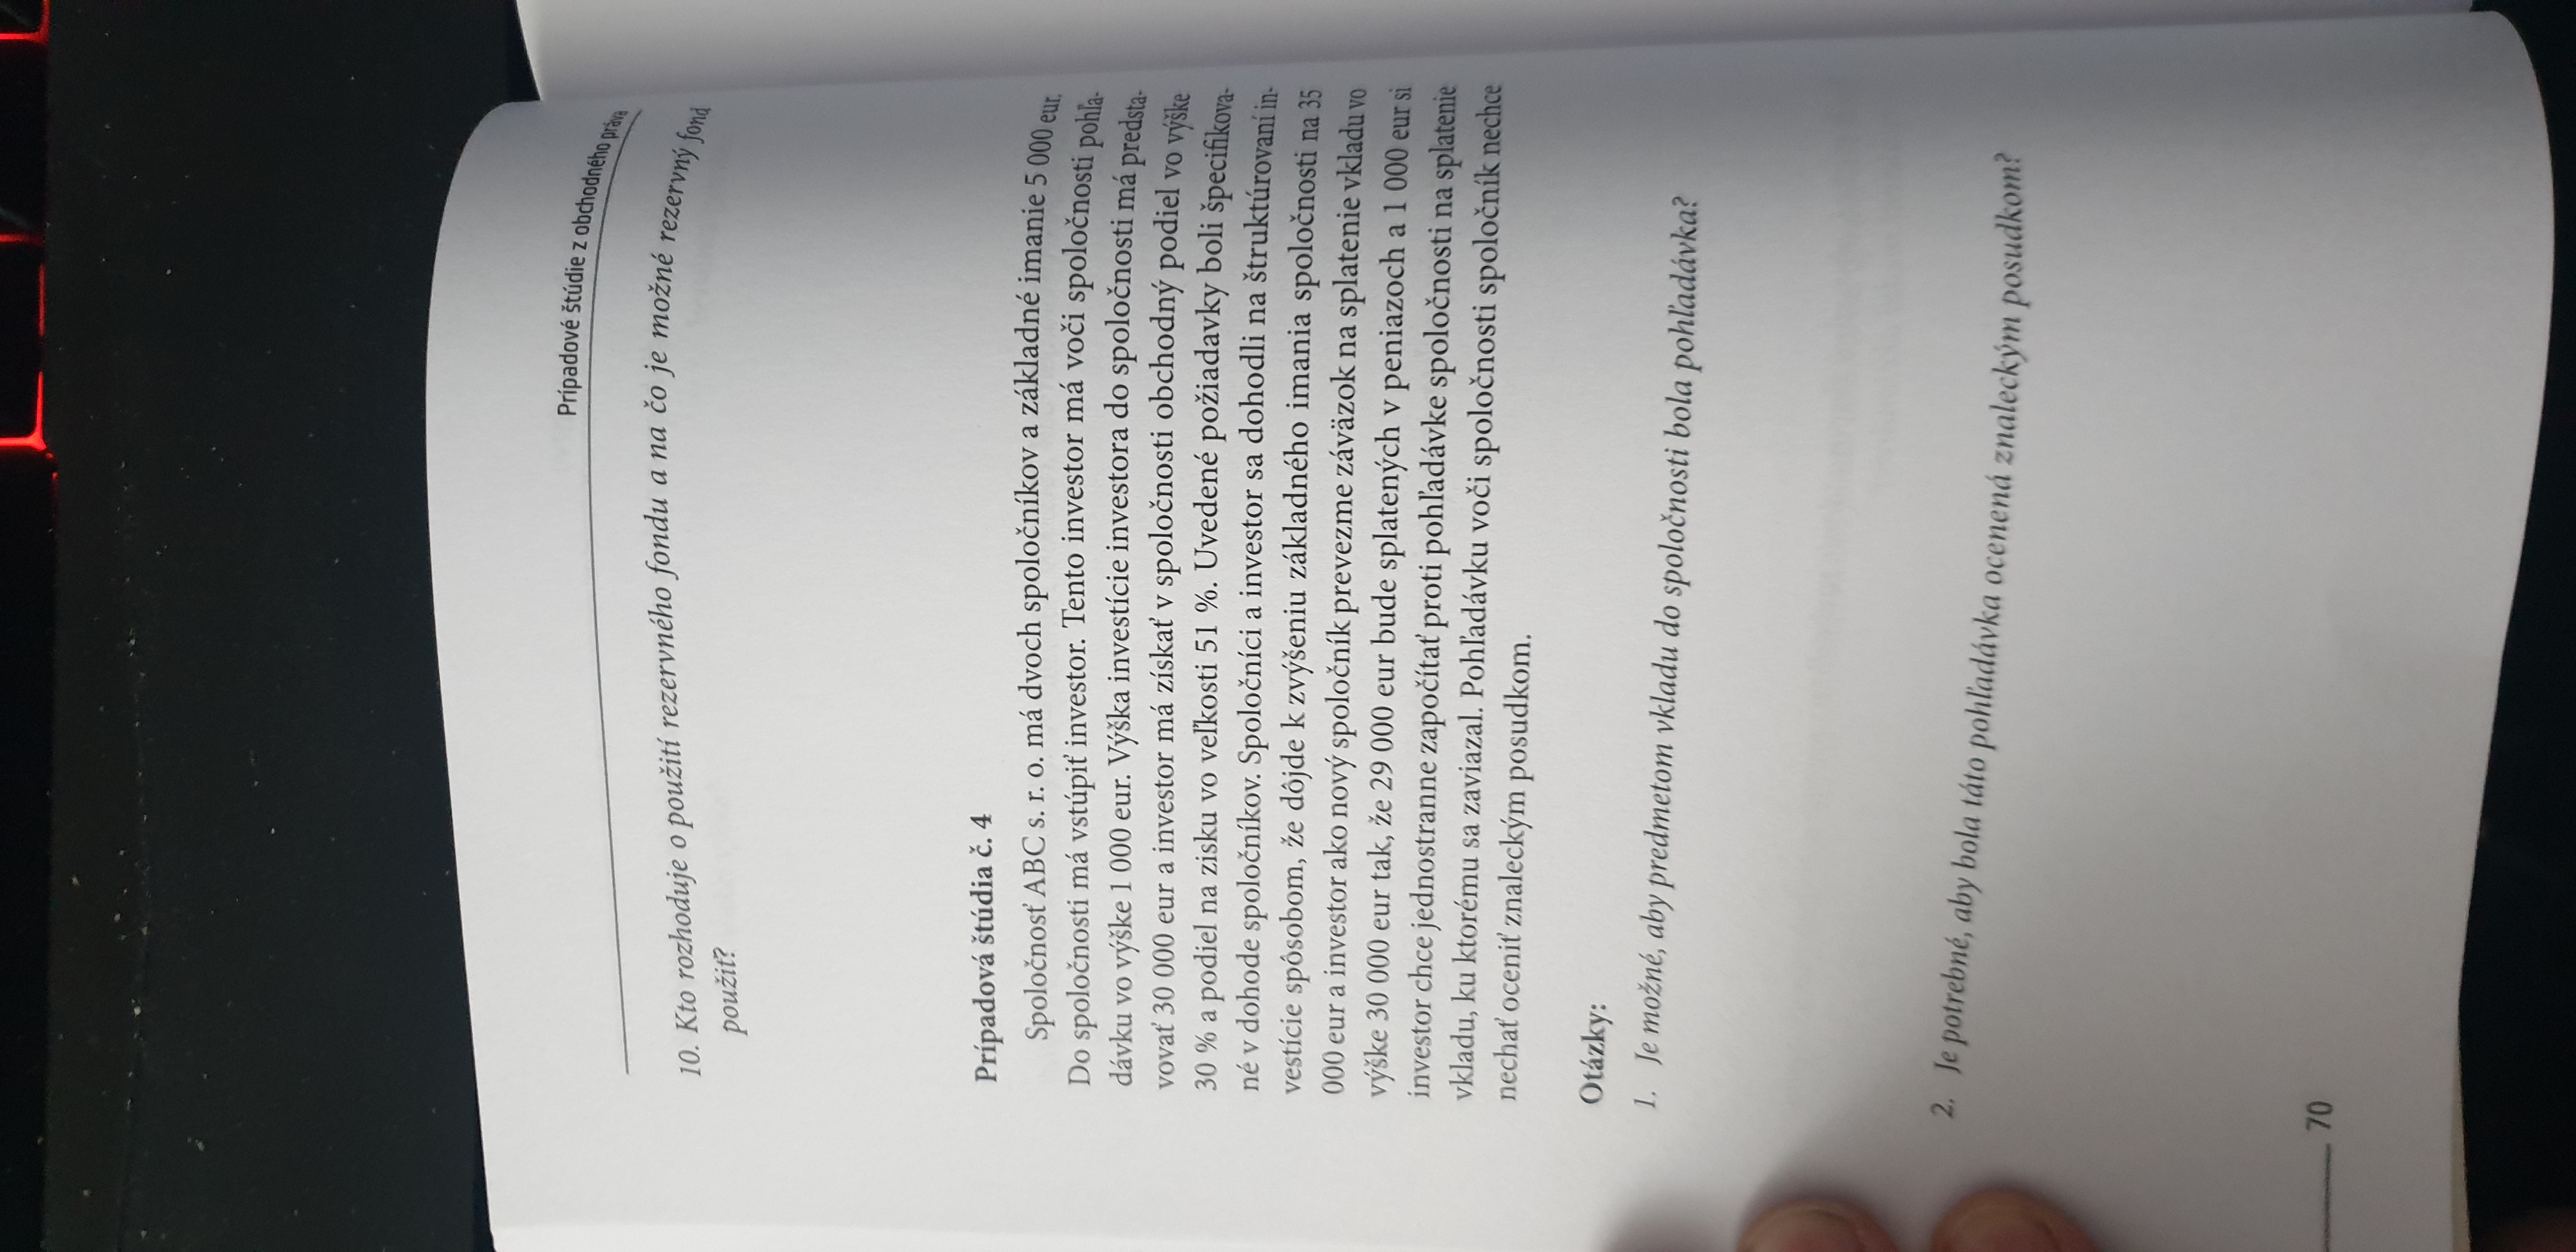 Prípadové štúdie z obchodného práva
10. Kto rozhoduje o použití rezervného fondu a na čo je možné rezervný fond
použiť?
Prípadová štúdia č. 4
Spoločnosť ABC s. r. o. má dvoch spoločníkov a základné imanie 5 000 eur.
Do spoločnosti má vstúpiť investor. Tento investor má voči spoločnosti pohľa-
dávku vo výške 1 000 eur. Výška investície investora do spoločnosti má predsta-
vovať 30 000 eur a investor má získať v spoločnosti obchodný podiel vo výške
30 % a podiel na zisku vo veľkosti 51 %. Uvedené požiadavky boli špecifikova-
né v dohode spoločníkov. Spoločníci a investor sa dohodli na štruktúrovaní in-
vestície spôsobom, že dôjde k zvýšeniu základného imania spoločnosti na 35
000 eur a investor ako nový spoločník prevezme záväzok na splatenie vkladu vo
výške 30 000 eur tak, že 29 000 eur bude splatených v peniazoch a 1 000 eur si
investor chce jednostranne započítať proti pohľadávke spoločnosti na splatenie
vkladu, ku ktorému sa zaviazal. Pohľadávku voči spoločnosti spoločník nechce
nechať oceniť znaleckým posudkom.
Otázky:
1. Je možné, aby predmetom vkladu do spoločnosti bola pohľadávka?
2. Je potrebné, aby bola táto pohľadávka ocenená znaleckým posudkom?
70